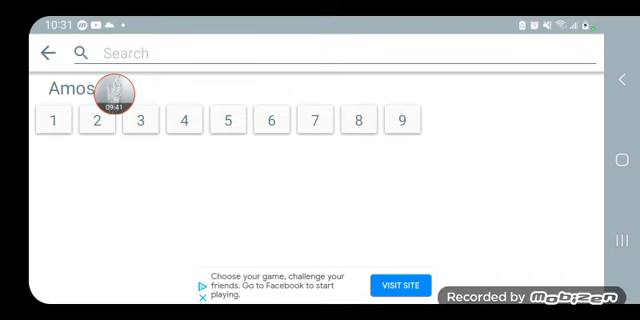 10:31
Search
Amos
09:41
1 2 3 4 5 6 7 8 9
Choose your game, challenge your
friends. Go to Facebook to start
playing.
VISIT SITE
Recorded by Mobizen